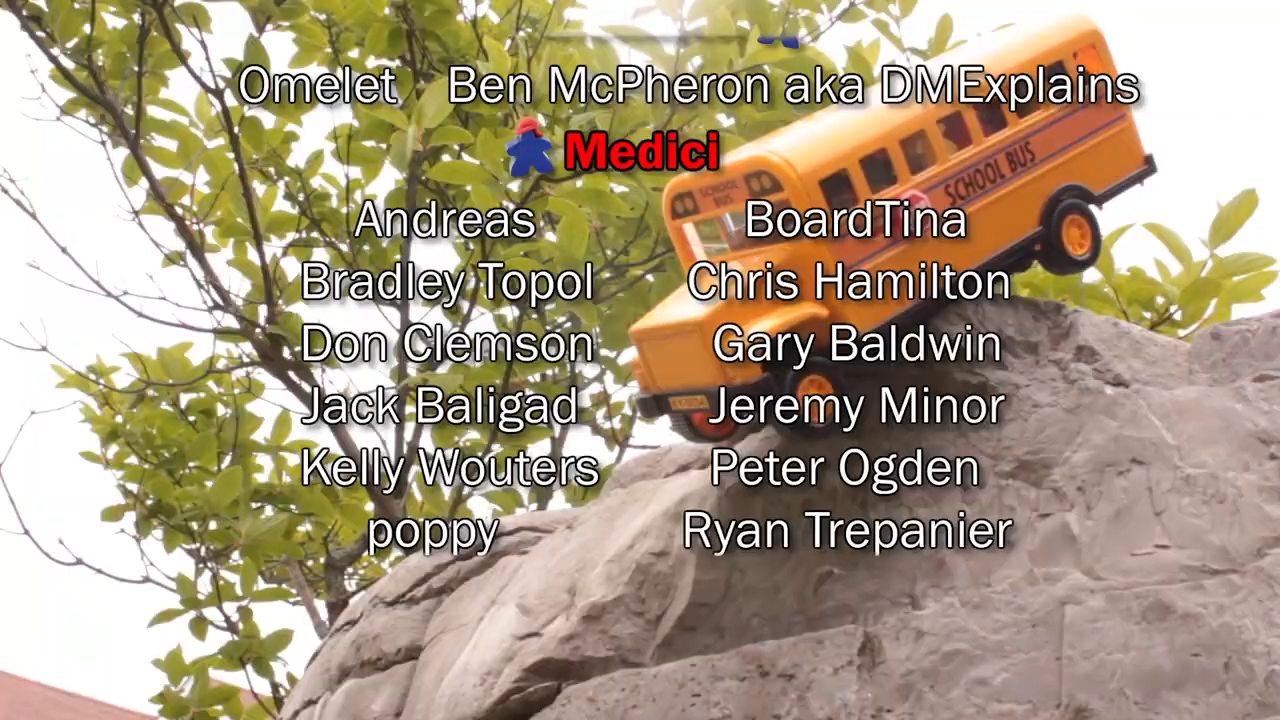 Omelet Ben McPheron aka DMExplains
Medici
Andreas BoardTina
Bradley Topol Chris Hamilton
Don Clemson Gary Baldwin
Jack Baligad Jeremy Minor
Kelly Wouters Peter Ogden
poppy Ryan Trepanier
SCHOOL BUS
SCHOOL BUS